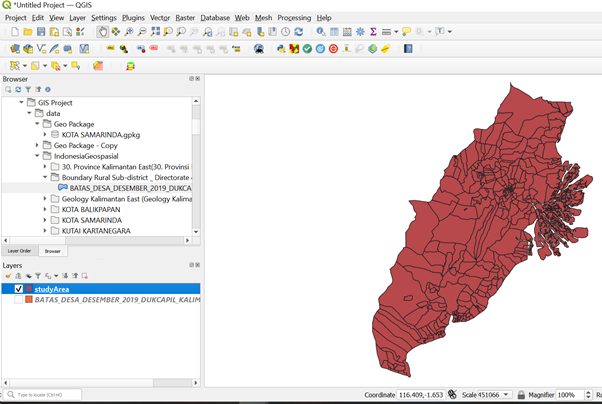 *Untitled Project — QGIS
Project Edit View Layer Settings Plugins Vector Raster Database Web Mesh Processing Help
Browser
GIS Project
data
Geo Package
KOTA SAMARINDA.gpkg
Geo Package - Copy
IndonesiaGeospasial
30. Province Kalimantan East(30. Provinsi
Boundary Rural Sub-district _ Directorate
BATAS_DESA_DESEMBER_2019_DUKCA
Geology Kalimantan East (Geology Kalima
KOTA BALIKPAPAN
KOTA SAMARINDA
KUTAI KARTANEGARA
Layer Order Browser
Layers
studyArea
BATAS_DESA_DESEMBER_2019_DUKCAPIL_KALIM
Type to locate (Ctrl+K) Coordinate 116.409,-1.653 Scale 451066 Magnifier 100%